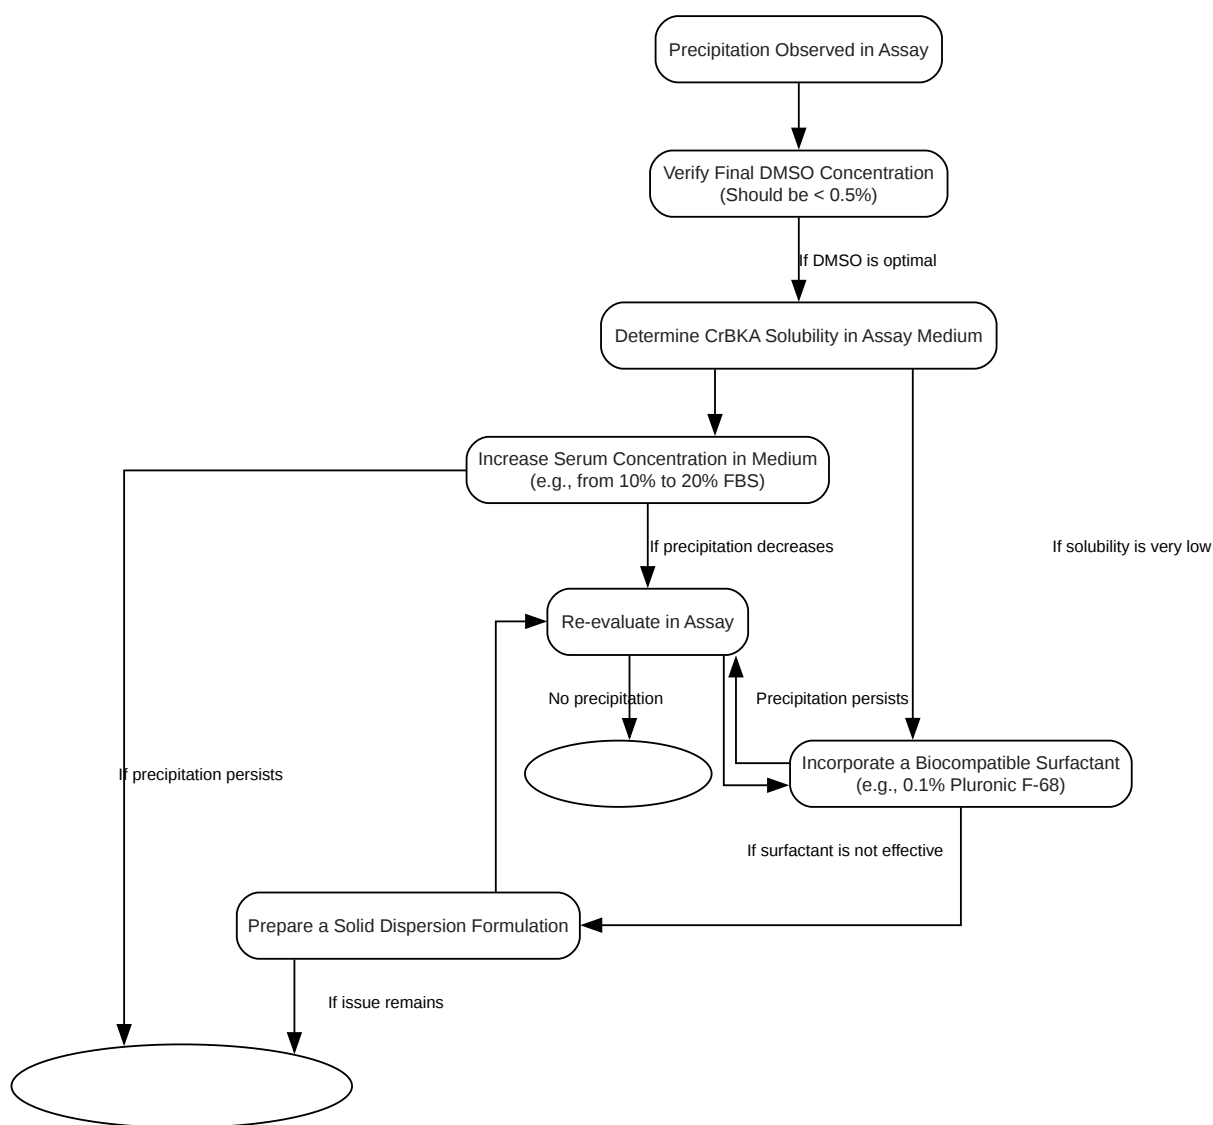 Precipitation Observed in Assay
Verify Final DMSO Concentration
(Should be < 0.5%)
If DMSO is optimal
Determine CrBKA Solubility in Assay Medium
Increase Serum Concentration in Medium
(e.g., from 10% to 20% FBS)
If precipitation decreases
If solubility is very low
Re-evaluate in Assay
No precipitation
Precipitation persists
Incorporate a Biocompatible Surfactant
(e.g., 0.1% Pluronic F-68)
If precipitation persists
If surfactant is not effective
Prepare a Solid Dispersion Formulation
If issue remains